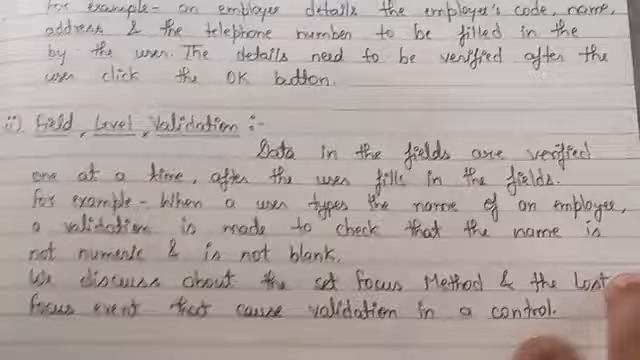 For example - an employee details the employee's code, name,
address & the telephone number to be filled in the
by the user. The details need to be verified after the
user click the OK button.
ii) Field Level Validation :-
Data in the fields are verified
one at a time, after the user fills in the fields.
For example - When a user types the name of an employee,
a validation is made to check that the name is
not numeric & is not blank.
We discuss about the set focus Method & the Lost
focus event that cause validation in a control.